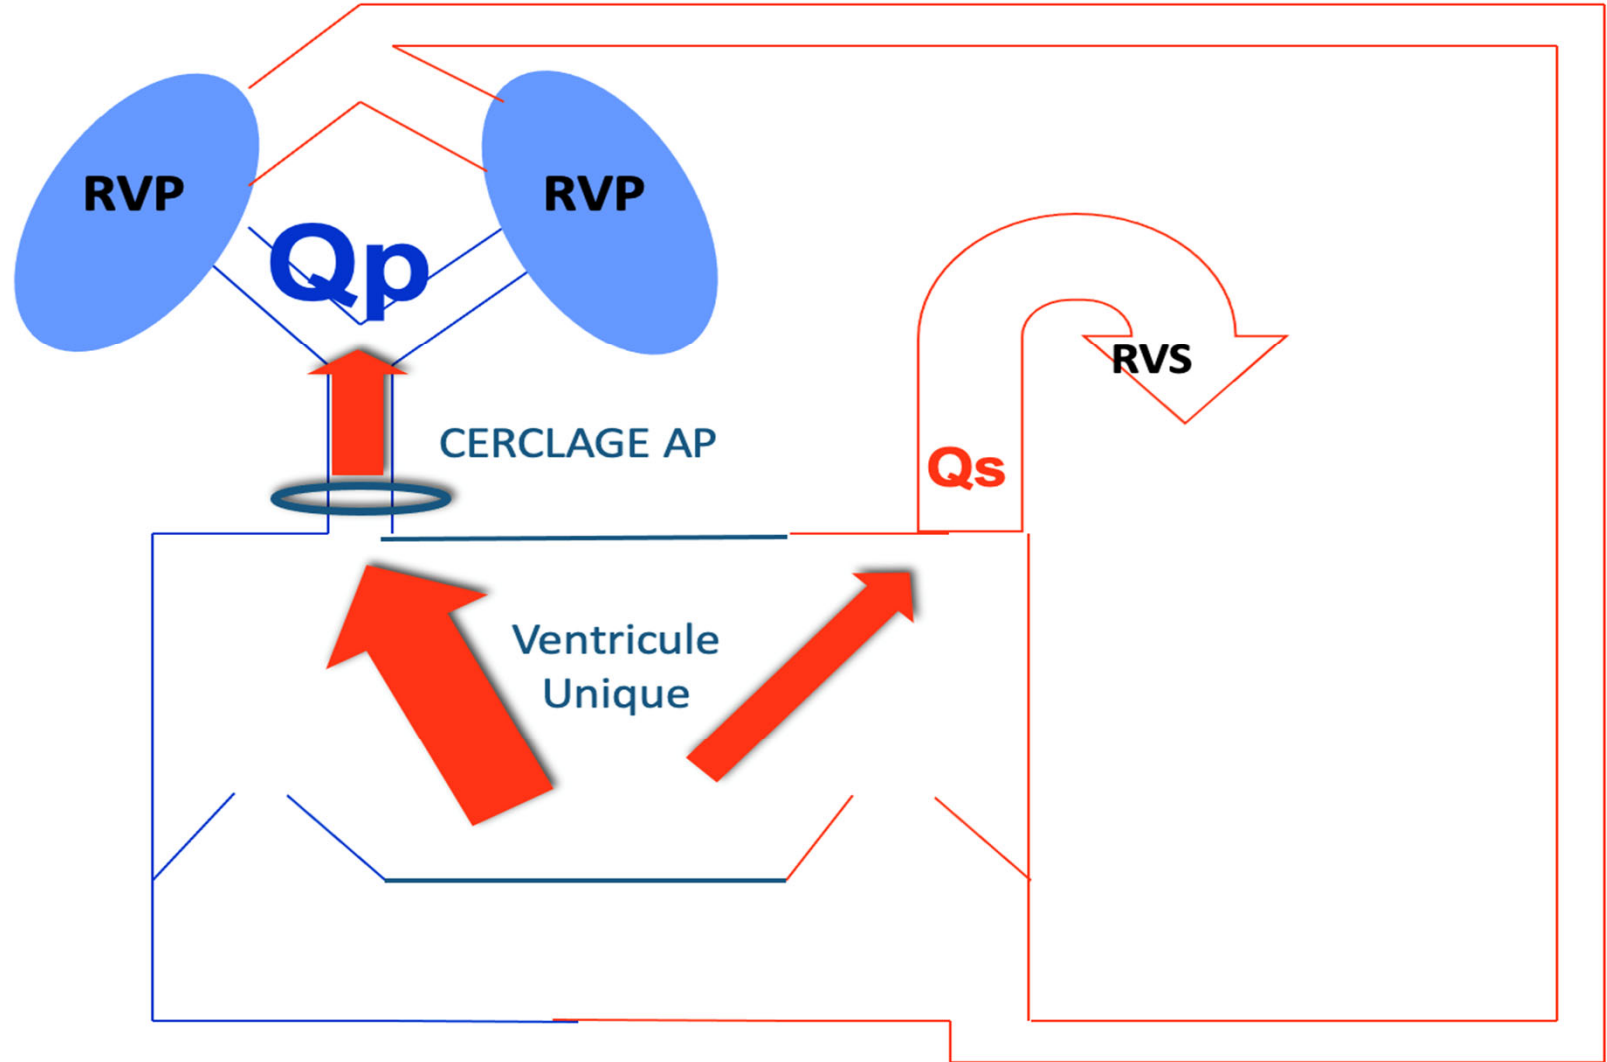 RVP
RVP
Qp
RVS
CERCLAGE AP
Qs
Ventricule
Unique